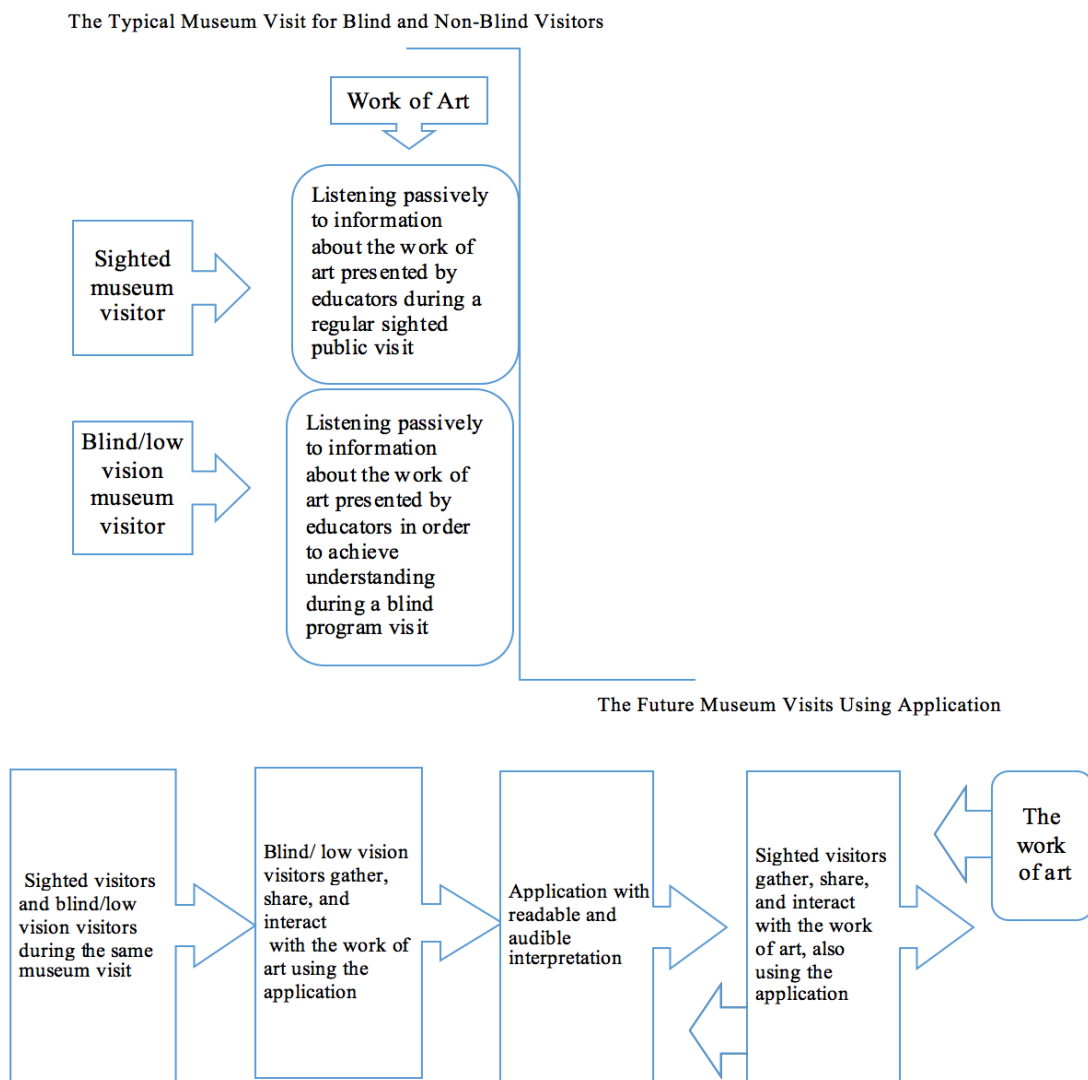 The Typical Museum Visit for Blind and Non-Blind Visitors
Work of Art
Listening passively
to information
about the work of
art presented by
educators during a
regular sighted
public visit
Sighted
museum
visitor
Listening passively
to information
about the work of
art presented by
educators in order
to achieve
understanding
during a blind
program visit
Blind/low
vision
museum
visitor
The Future Museum Visits Using Application
Sighted visitors
and blind/low
vision visitors
during the same
museum visit
Blind/ low vision
visitors gather,
share, and
interact
with the work of
art using the
application
Application with
readable and
audible
interpretation
Sighted visitors
gather, share,
and interact
with the work
of art, also
using the
application
The
work
of art